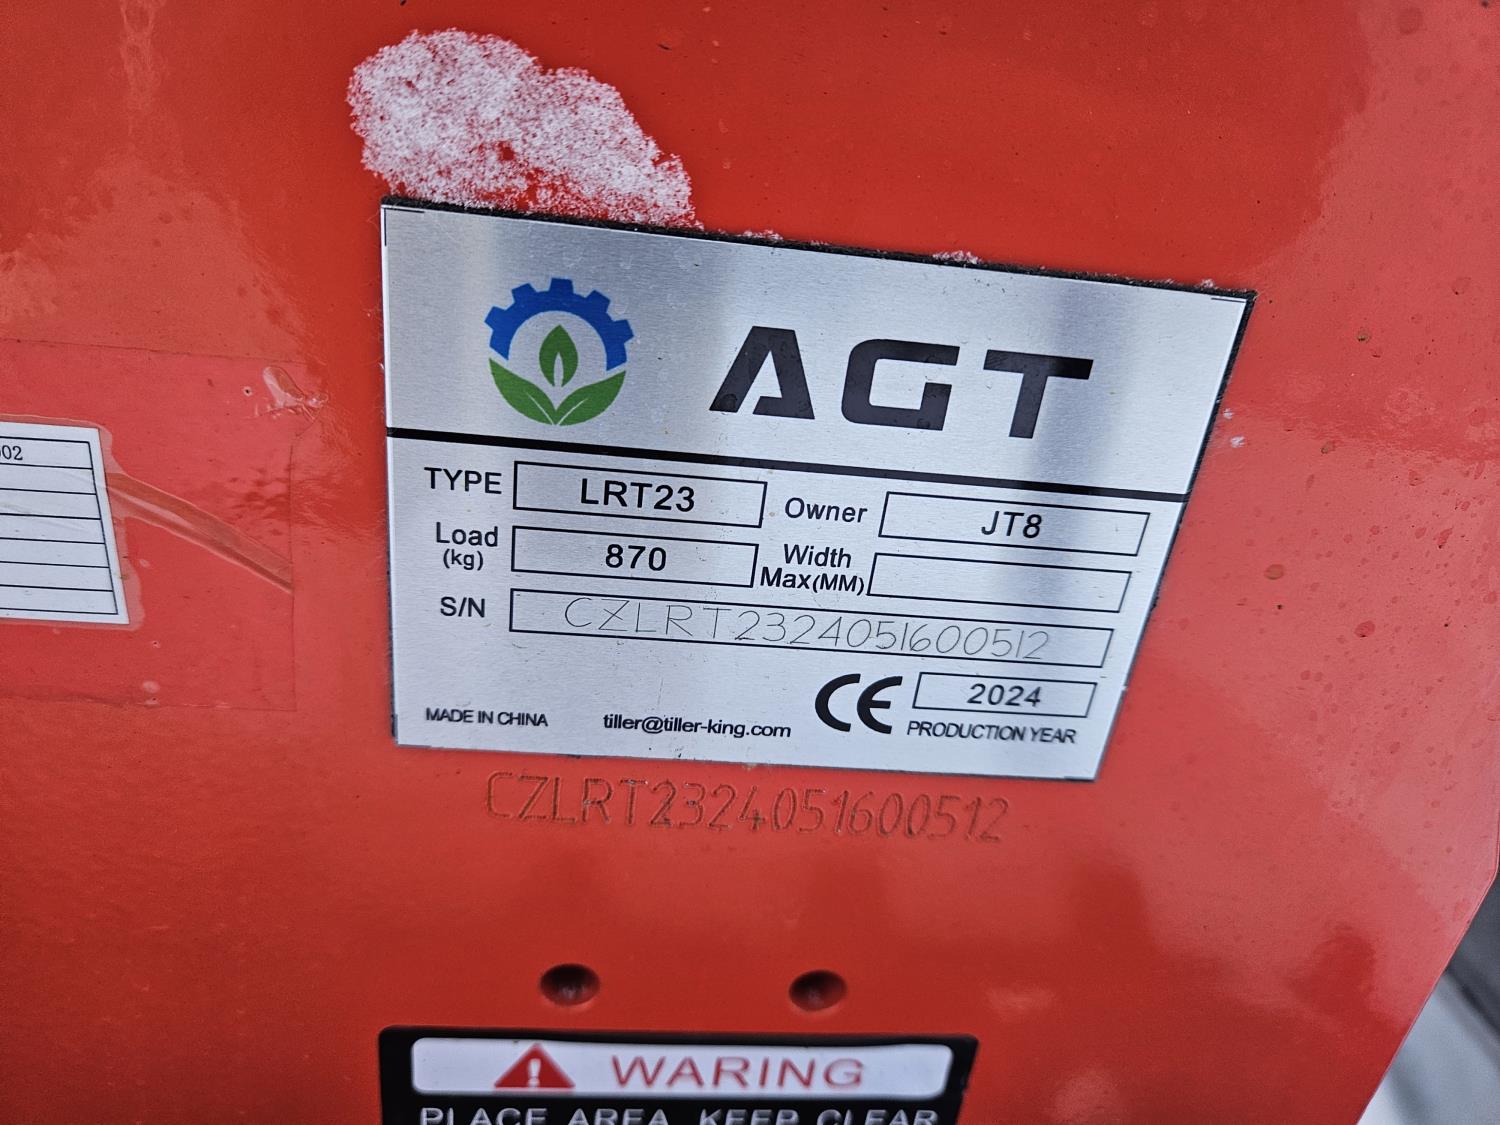 AGT
TYPE LRT23 Owner JT8
Load (kg) 870 Width Max(MM)
S/N CZLRT2324051600512
CE 2024
MADE IN CHINA tiller@tiller-king.com PRODUCTION YEAR
CZLRT2324051600512
02
WARING
PLACE AREA KEEP CLEAR